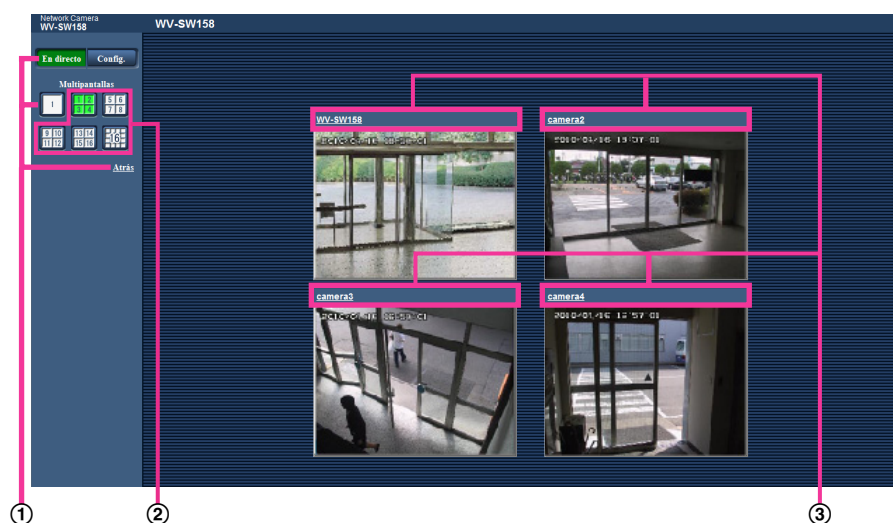 Network Camera
WV-SW158
WV-SW158
En directo
Config.
Multipantallas
1
1 2
3 4
5 6
7 8
9 10
11 12
13 14
15 16
16
Atrás
WV-SW158
camera2
camera3
camera4
①
②
③